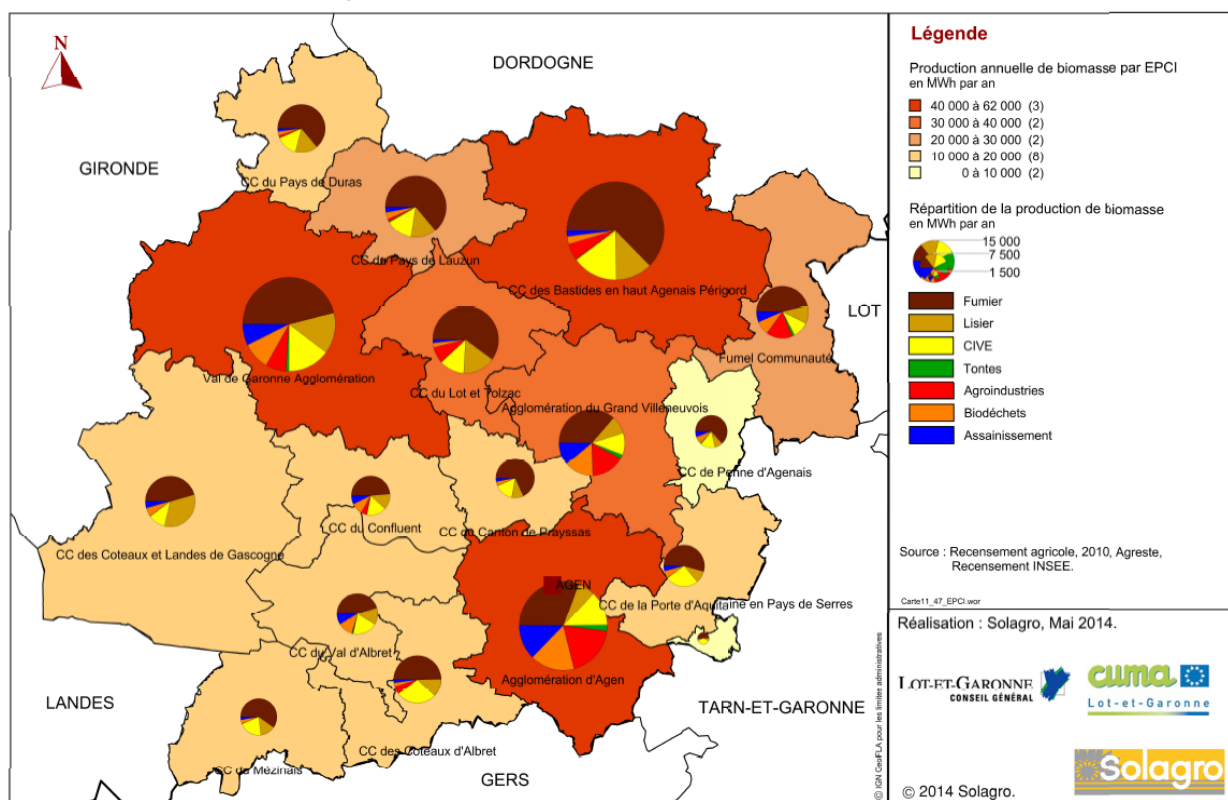 N
DORDOGNE
GIRONDE
CC du Pays de Duras
CC du Pays de Lauzun
CC des Bastides en haut Agenais Périgord
LOT
Fumel Communauté
Val de Garonne Agglomération
CC du Lot et Tolzac
Agglomération du Grand Villeneuvois
CC de Penne d'Agenais
CC du Confluent
CC du Canton de Prayssas
CC des Coteaux et Landes de Gascogne
AGEN
CC de la Porte d'Aquitaine en Pays de Serres
CC du Val d'Albret
Agglomération d'Agen
LANDES
TARN-ET-GARONNE
CC des Coteaux d'Albret
CC du Mézinais
GERS
© IGN GeoFLA pour les limites administratives
Légende
Production annuelle de biomasse par EPCI
en MWh par an
40 000 à 62 000 (3)
30 000 à 40 000 (2)
20 000 à 30 000 (2)
10 000 à 20 000 (8)
0 à 10 000 (2)
Répartition de la production de biomasse
en MWh par an
15 000
7 500
1 500
Fumier
Lisier
CIVE
Tontes
Agroindustries
Biodéchets
Assainissement
Source : Recensement agricole, 2010, Agreste,
Recensement INSEE.
Carte11_47_EPCI.wor
Réalisation : Solagro, Mai 2014.
LOT-ET-GARONNE
CONSEIL GÉNÉRAL
cuma
Lot-et-Garonne
Solagro
© 2014 Solagro.